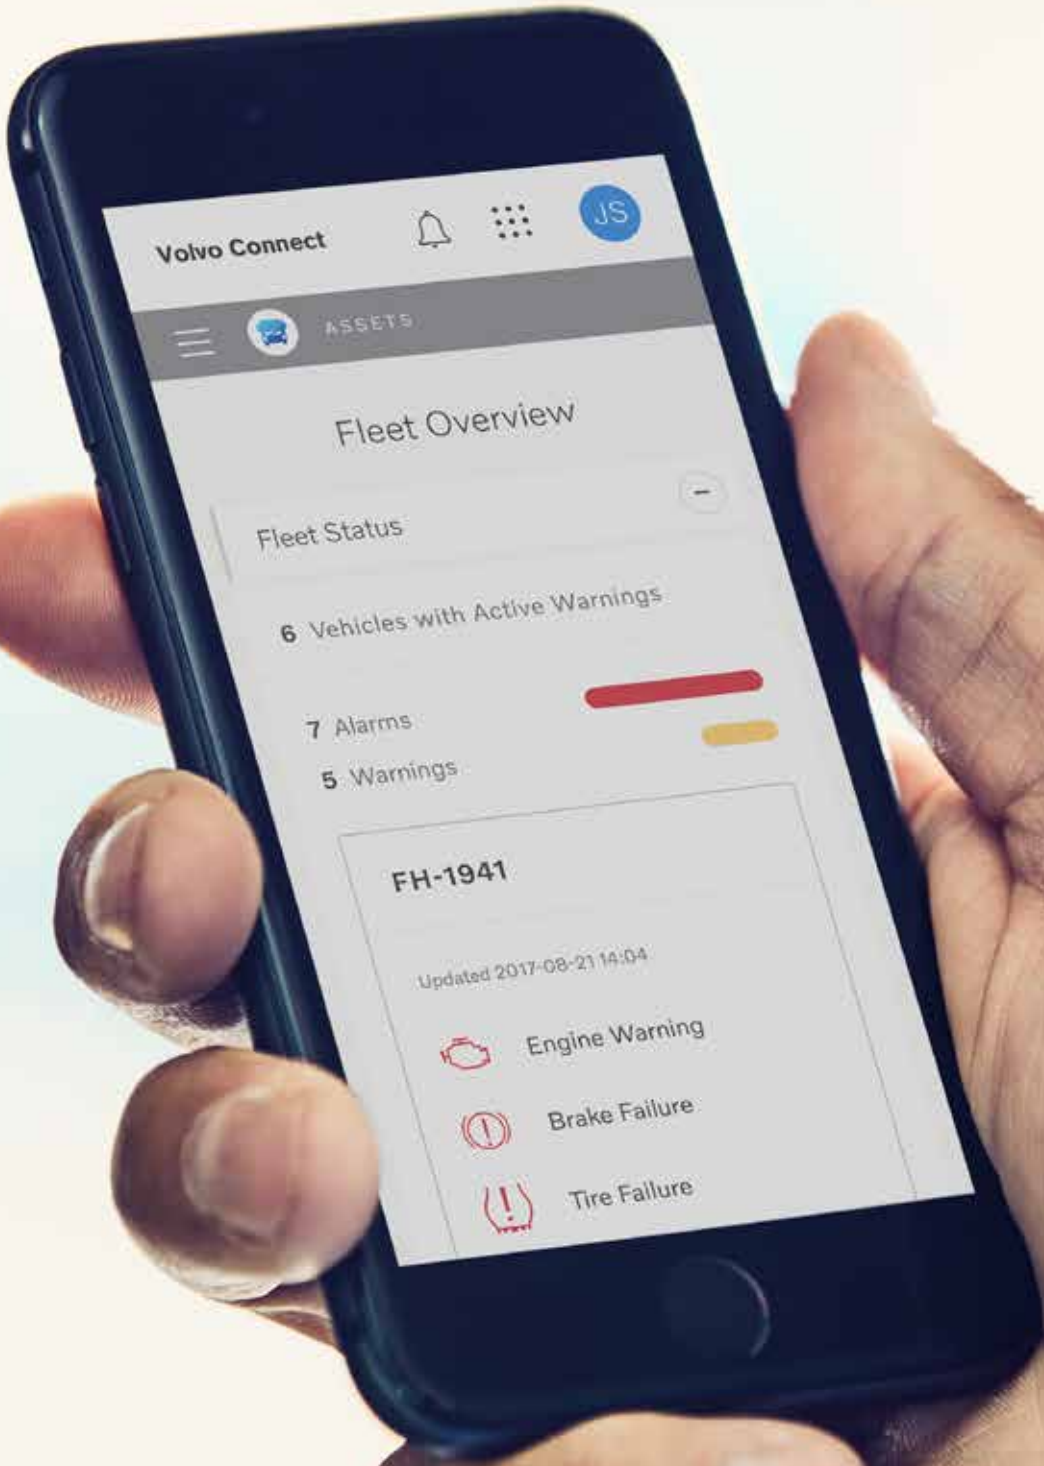 Volvo Connect
JS
ASSETS
Fleet Overview
Fleet Status
6 Vehicles with Active Warnings
7 Alarms
5 Warnings
FH-1941
Updated 2017-08-21 14:04
Engine Warning
Brake Failure
Tire Failure